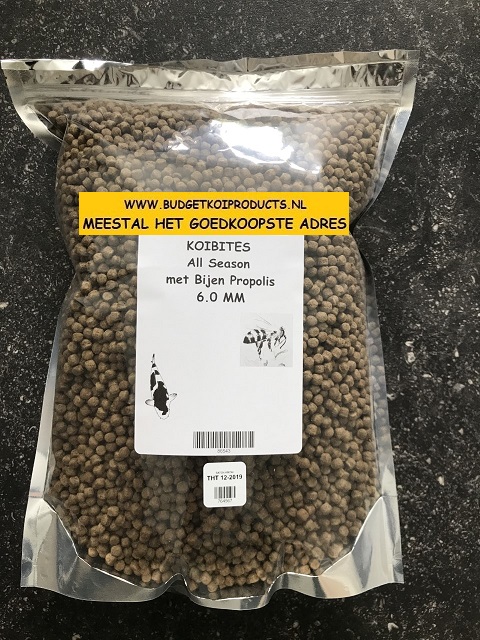 WWW.BUDGETKOIPRODUCTS.NL
MEESTAL HET GOEDKOOPSTE ADRES
KOIBITES
All Season
met Bijen Propolis
6.0 MM
THT 12-2019